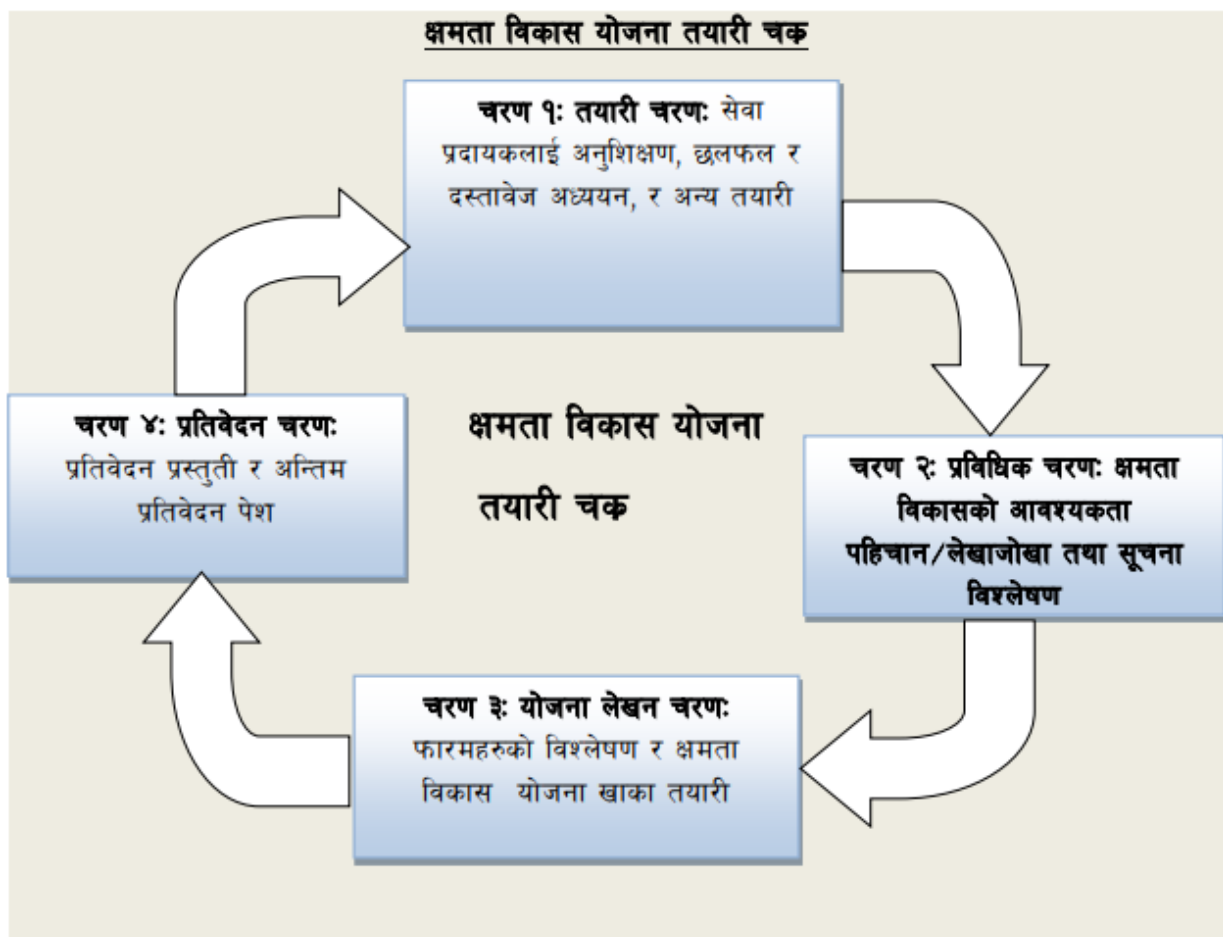 क्षमता विकास योजना तयारी चक्र
चरण १: तयारी चरण: सेवा
प्रदायकलाई अनुशिक्षण, छलफल र
दस्तावेज अध्ययन, र अन्य तयारी
चरण ४: प्रतिवेदन चरण:
प्रतिवेदन प्रस्तुती र अन्तिम
प्रतिवेदन पेश
क्षमता विकास योजना
तयारी चक्र
चरण २: प्रविधिक चरण: क्षमता
विकासको आवश्यकता
पहिचान/लेखाजोखा तथा सूचना
विश्लेषण
चरण ३: योजना लेखन चरण:
फारमहरुको विश्लेषण र क्षमता
विकास योजना खाका तयारी